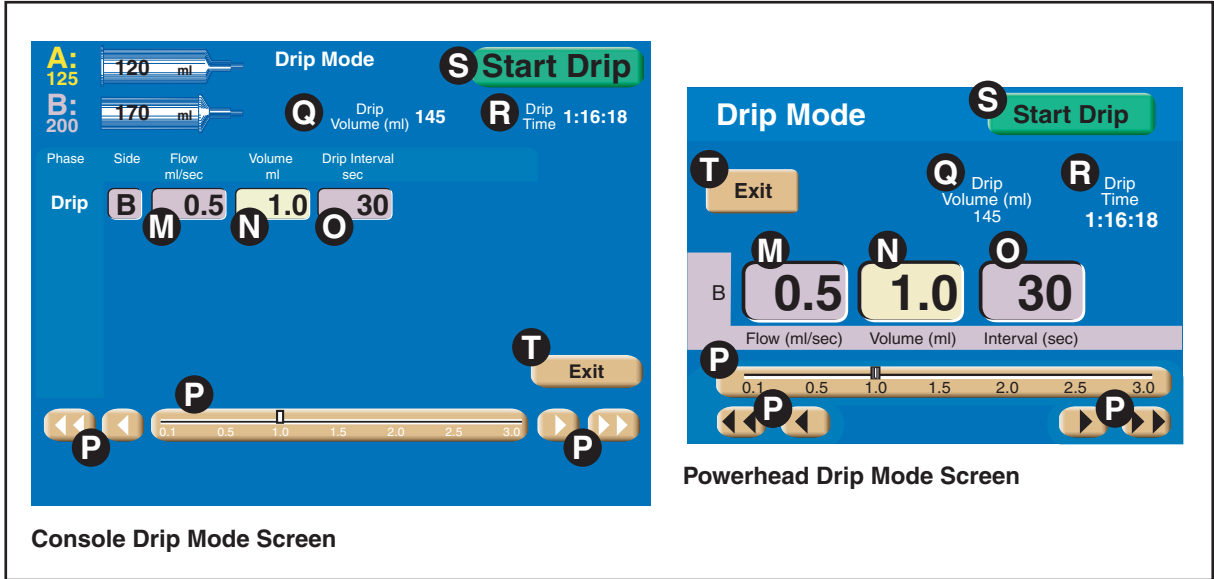 A:
125
120 ml
Drip Mode
S Start Drip
B:
200
170 ml
Q Drip
Volume (ml) 145
R Drip
Time 1:16:18
Phase Side Flow
ml/sec Volume
ml Drip Interval
sec
Drip B 0.5 1.0 30
M N O
T
Exit
P
0.1 0.5 1.0 1.5 2.0 2.5 3.0
P P
Console Drip Mode Screen
Drip Mode
S
Start Drip
T
Exit
Q Drip
Volume (ml)
145
R Drip
Time
1:16:18
M N O
B 0.5 1.0 30
Flow (ml/sec) Volume (ml) Interval (sec)
P
0.1 0.5 1.0 1.5 2.0 2.5 3.0
P P
Powerhead Drip Mode Screen